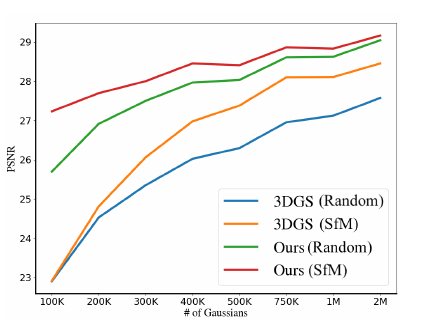 29
28
27
26
25
24
23
PSNR
3DGS (Random)
3DGS (SfM)
Ours (Random)
Ours (SfM)
100K 200K 300K 400K 500K 750K 1M 2M
# of Gaussians